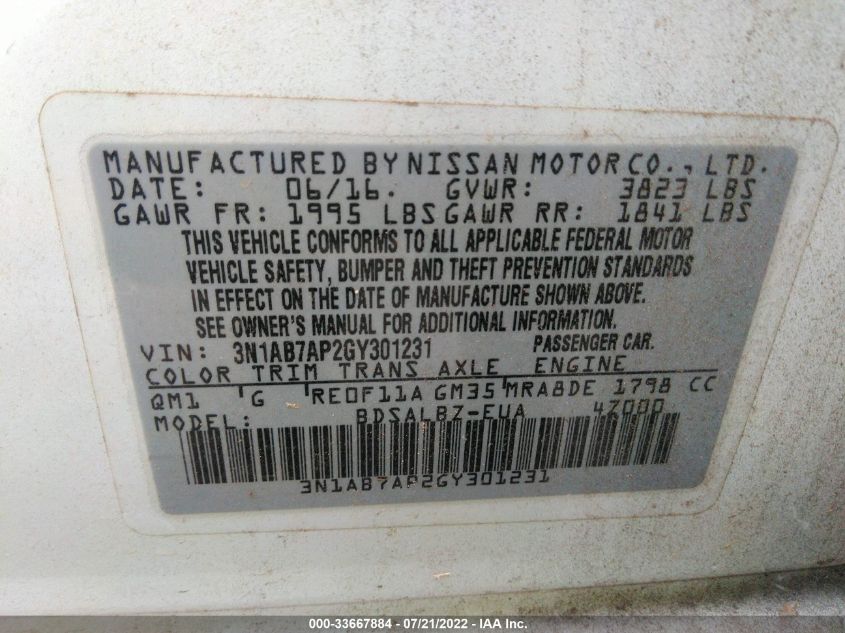 MANUFACTURED BY NISSAN MOTOR CO., LTD.
DATE: 06/16. GVWR: 3823 LBS
GAWR FR: 1995 LBS GAWR RR: 1841 LBS
THIS VEHICLE CONFORMS TO ALL APPLICABLE FEDERAL MOTOR
VEHICLE SAFETY, BUMPER AND THEFT PREVENTION STANDARDS
IN EFFECT ON THE DATE OF MANUFACTURE SHOWN ABOVE.
SEE OWNER'S MANUAL FOR ADDITIONAL INFORMATION.
VIN: 3N1AB7AP2GY301231 PASSENGER CAR.
COLOR TRIM TRANS AXLE ENGINE
QM1 G RE0F11A GM35 MRA8DE 1798 CC
MODEL: BDSALBZ-EUA 4Z000
3N1AB7AP2GY301231
000-33667884 - 07/21/2022 - IAA Inc.